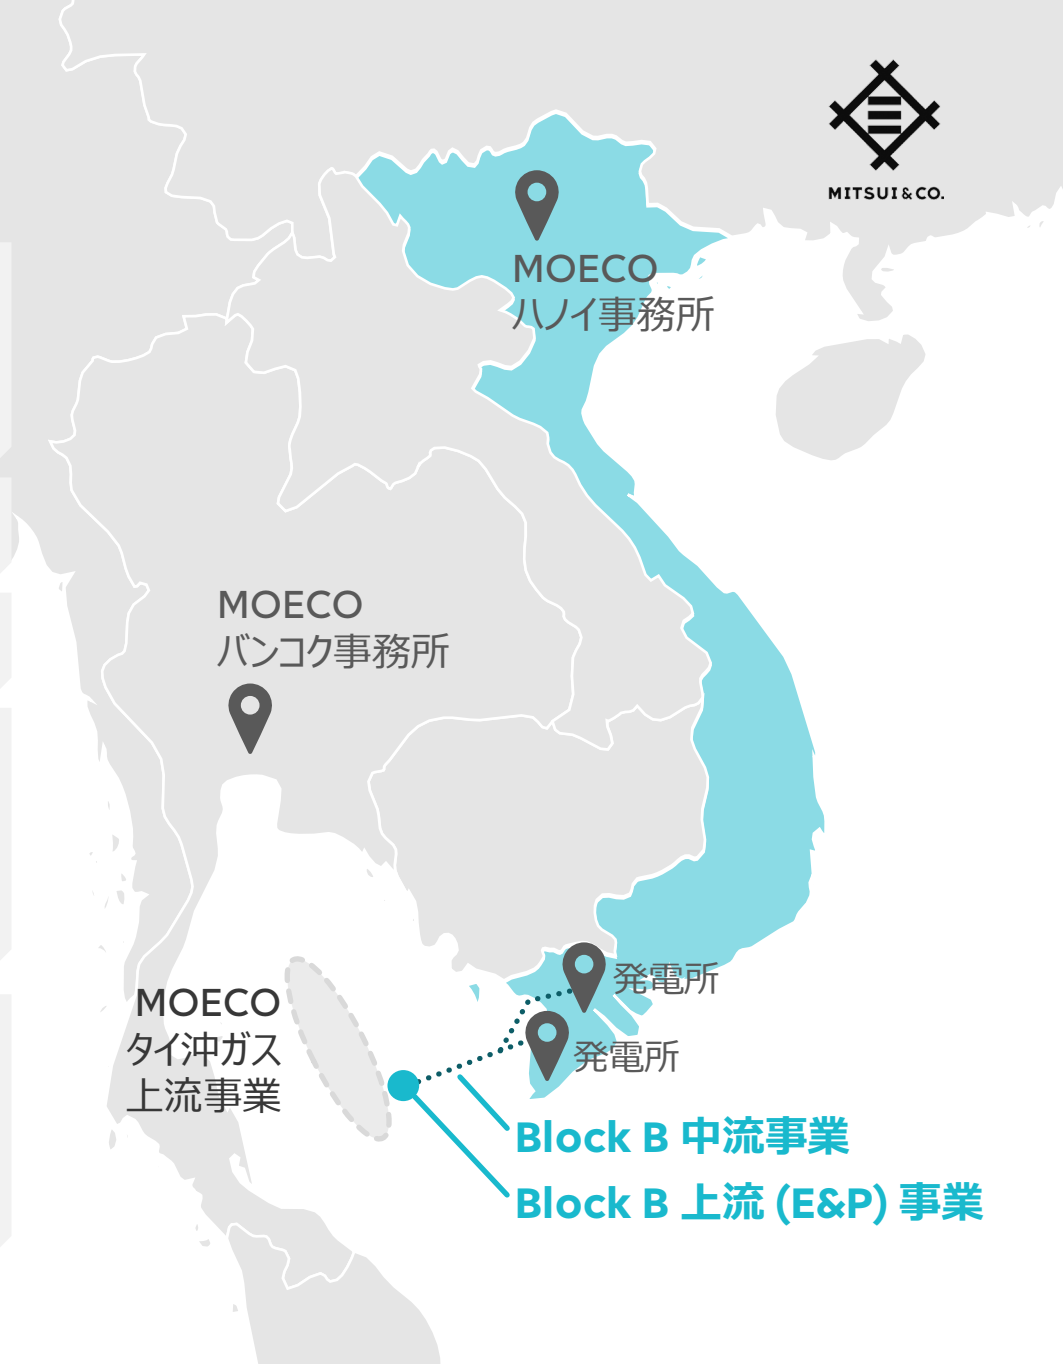 MITSUI & CO.
MOECO
ハノイ事務所
MOECO
バンコク事務所
発電所
MOECO
タイ沖ガス
上流事業
発電所
Block B 中流事業
Block B 上流 (E&P) 事業